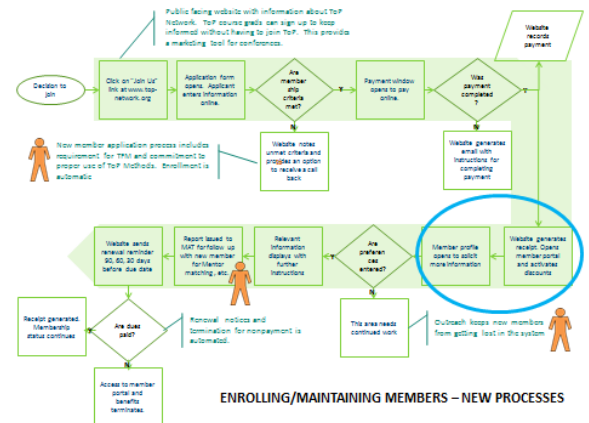 Public facing website with information about ToP
Network. ToP course grads can sign up to keep
informed without having to join ToP. This provides
a marketing tool for conferences.
Website
records
payment
Decision to
join
Click on "Join Us"
link at www.top-
network.org
Application form
opens. Applicant
enters information
online.
Are
member
ship
criteria
met?
Y
Payment window
opens to pay
online.
Was
payment
completed
?
Y
N
N
New member application process includes
requirement for TFM and commitment to
proper use of ToP Methods. Enrollment is
automatic
Website notes
unmet criteria and
provides an option
to receive a call
back
Website generates
email with
instructions for
completing
payment
Website sends
renewal reminder
90, 60, 30 days
before due date
Report issued to
MAT for follow up
with new member
for Mentor
matching, etc.
Relevant
information
displays with
further
instructions
Y
Are
preferen
ces
entered?
Member profile
opens to solicit
more information
Website generates
receipt. Opens
member portal
and activates
discounts
N
Receipt generated.
Membership
status continues
Y
Are dues
paid?
Renewal notices and
termination for nonpayment is
automated.
This area needs
continued work
Outreach keeps new members
from getting lost in the system
N
Access to member
portal and
benefits
terminates.
ENROLLING/MAINTAINING MEMBERS – NEW PROCESSES